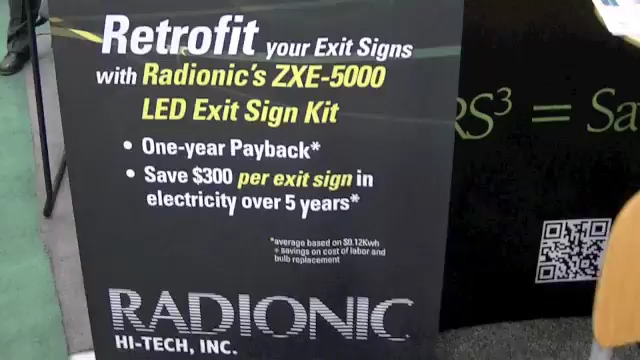 Retrofit your Exit Signs
with Radionic's ZXE-5000
LED Exit Sign Kit
• One-year Payback*
• Save $300 per exit sign in
electricity over 5 years*
*average based on $0.12Kwh
+ savings on cost of labor and
bulb replacement
RADIONIC
HI-TECH, INC.
RS³ = Sa